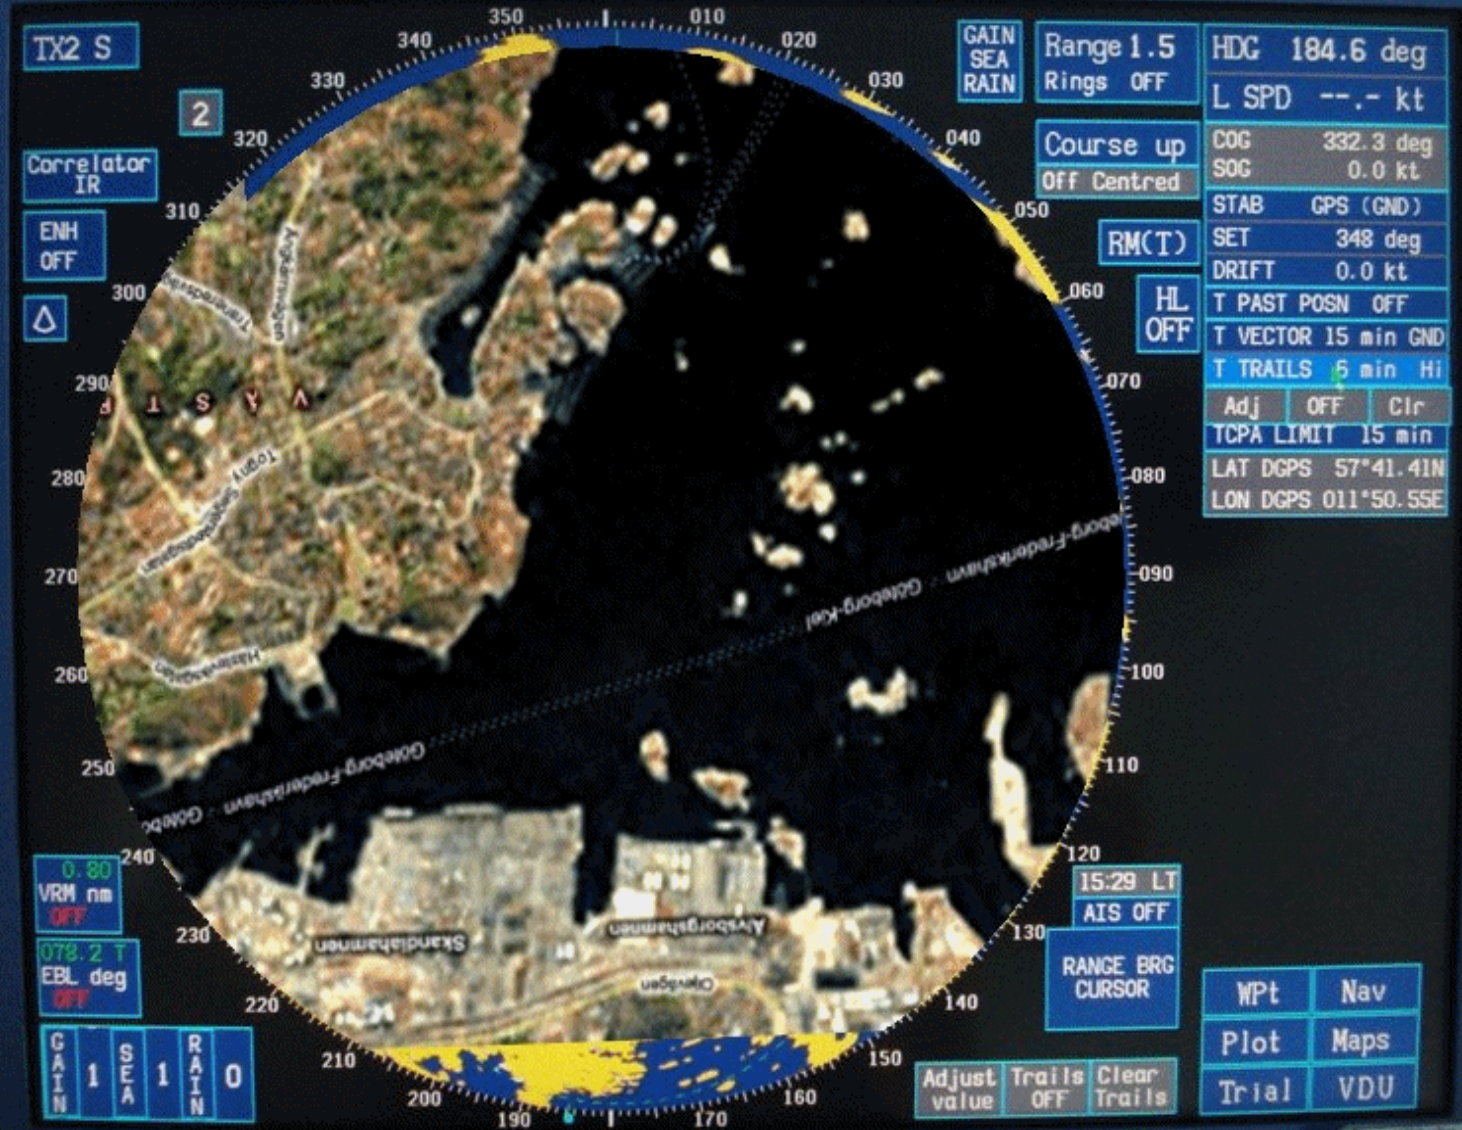 TX2 S
2
Correlator
IR
ENH
OFF
350
010
340
020
330
030
320
040
310
050
300
060
290
070
280
080
270
090
260
100
250
110
240
120
230
130
220
140
210
150
200
160
190
170
GAIN
SEA
RAIN
Range 1.5
Rings OFF
Course up
Off Centred
RM(T)
HL
OFF
HDG 184.6 deg
L SPD --.- kt
COG 332.3 deg
SOG 0.0 kt
STAB GPS (GND)
SET 348 deg
DRIFT 0.0 kt
T PAST POSN OFF
T VECTOR 15 min GND
T TRAILS 6 min Hi
Adj OFF Clr
TCPA LIMIT 15 min
LAT DGPS 57°41.41N
LON DGPS 011°50.55E
Göteborg-Kiel
Göteborg-Frederikshavn
Göteborg-Frederikshavn
Skandiahamnen
Älvsborgshamnen
Oljevägen
0.80
VRM nm
OFF
078.2 T
EBL deg
OFF
GAIN 1 SEA 1 RAIN 0
15:29 LT
AIS OFF
RANGE BRG
CURSOR
Adjust
value
Trails
OFF
Clear
Trails
WPt Nav
Plot Maps
Trial VDU